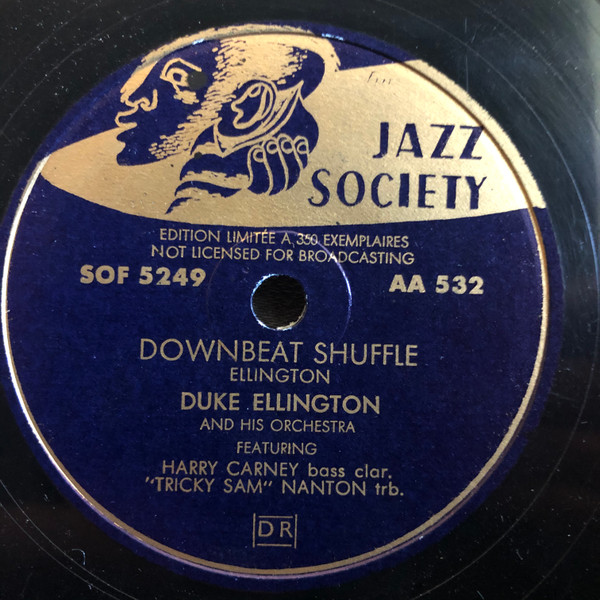 JAZZ
SOCIETY
EDITION LIMITÉE A 350 EXEMPLAIRES
NOT LICENSED FOR BROADCASTING
SOF 5249 AA 532
DOWNBEAT SHUFFLE
ELLINGTON
DUKE ELLINGTON
AND HIS ORCHESTRA
FEATURING
HARRY CARNEY bass clar.
"TRICKY SAM" NANTON trb.
DR